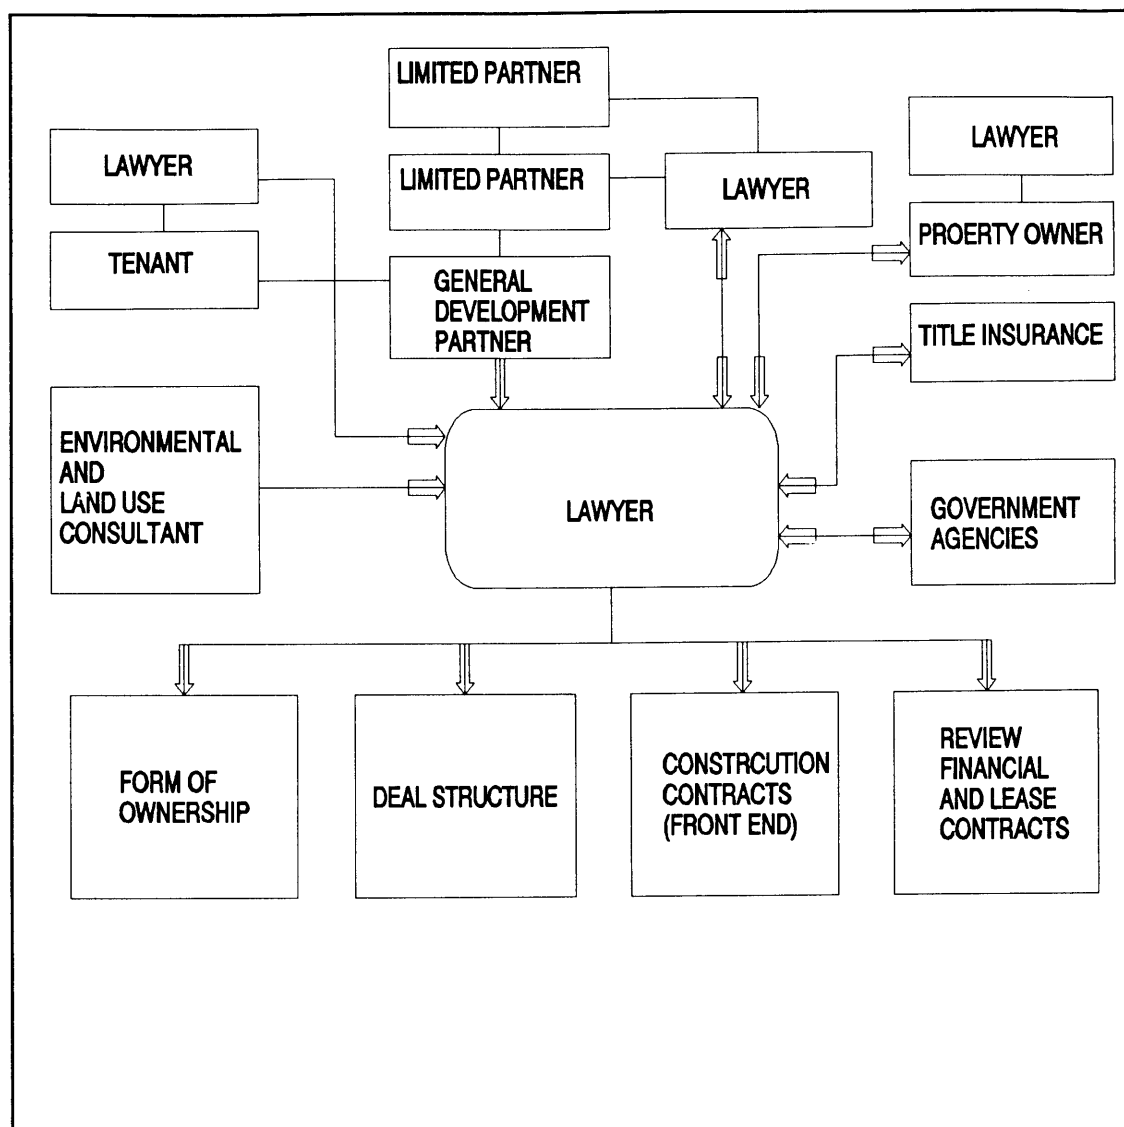 LIMITED PARTNER
LAWYER
LAWYER
LIMITED PARTNER
LAWYER
PROERTY OWNER
TENANT
GENERAL
DEVELOPMENT
PARTNER
TITLE INSURANCE
ENVIRONMENTAL
AND
LAND USE
CONSULTANT
LAWYER
GOVERNMENT
AGENCIES
FORM OF
OWNERSHIP
DEAL STRUCTURE
CONSTRCUTION
CONTRACTS
(FRONT END)
REVIEW
FINANCIAL
AND LEASE
CONTRACTS